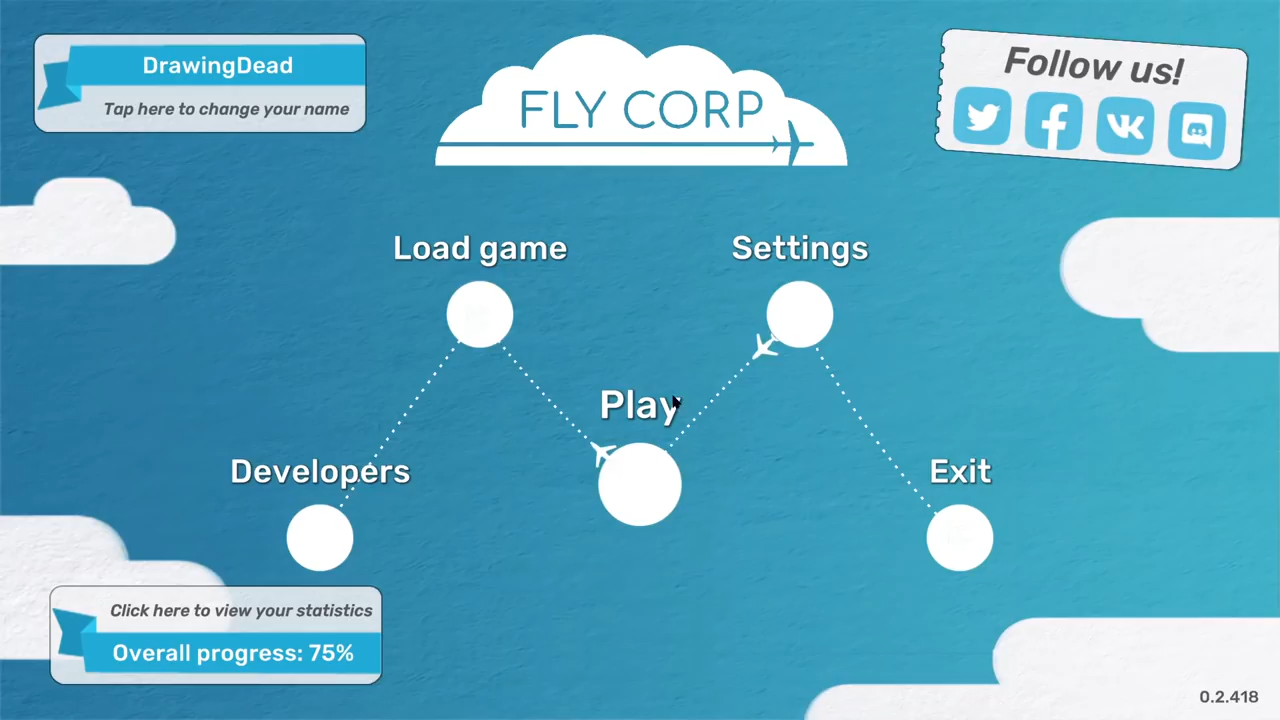 DrawingDead
Tap here to change your name
FLY CORP
Follow us!
Load game
Settings
Play
Developers
Exit
Click here to view your statistics
Overall progress: 75%
0.2.418